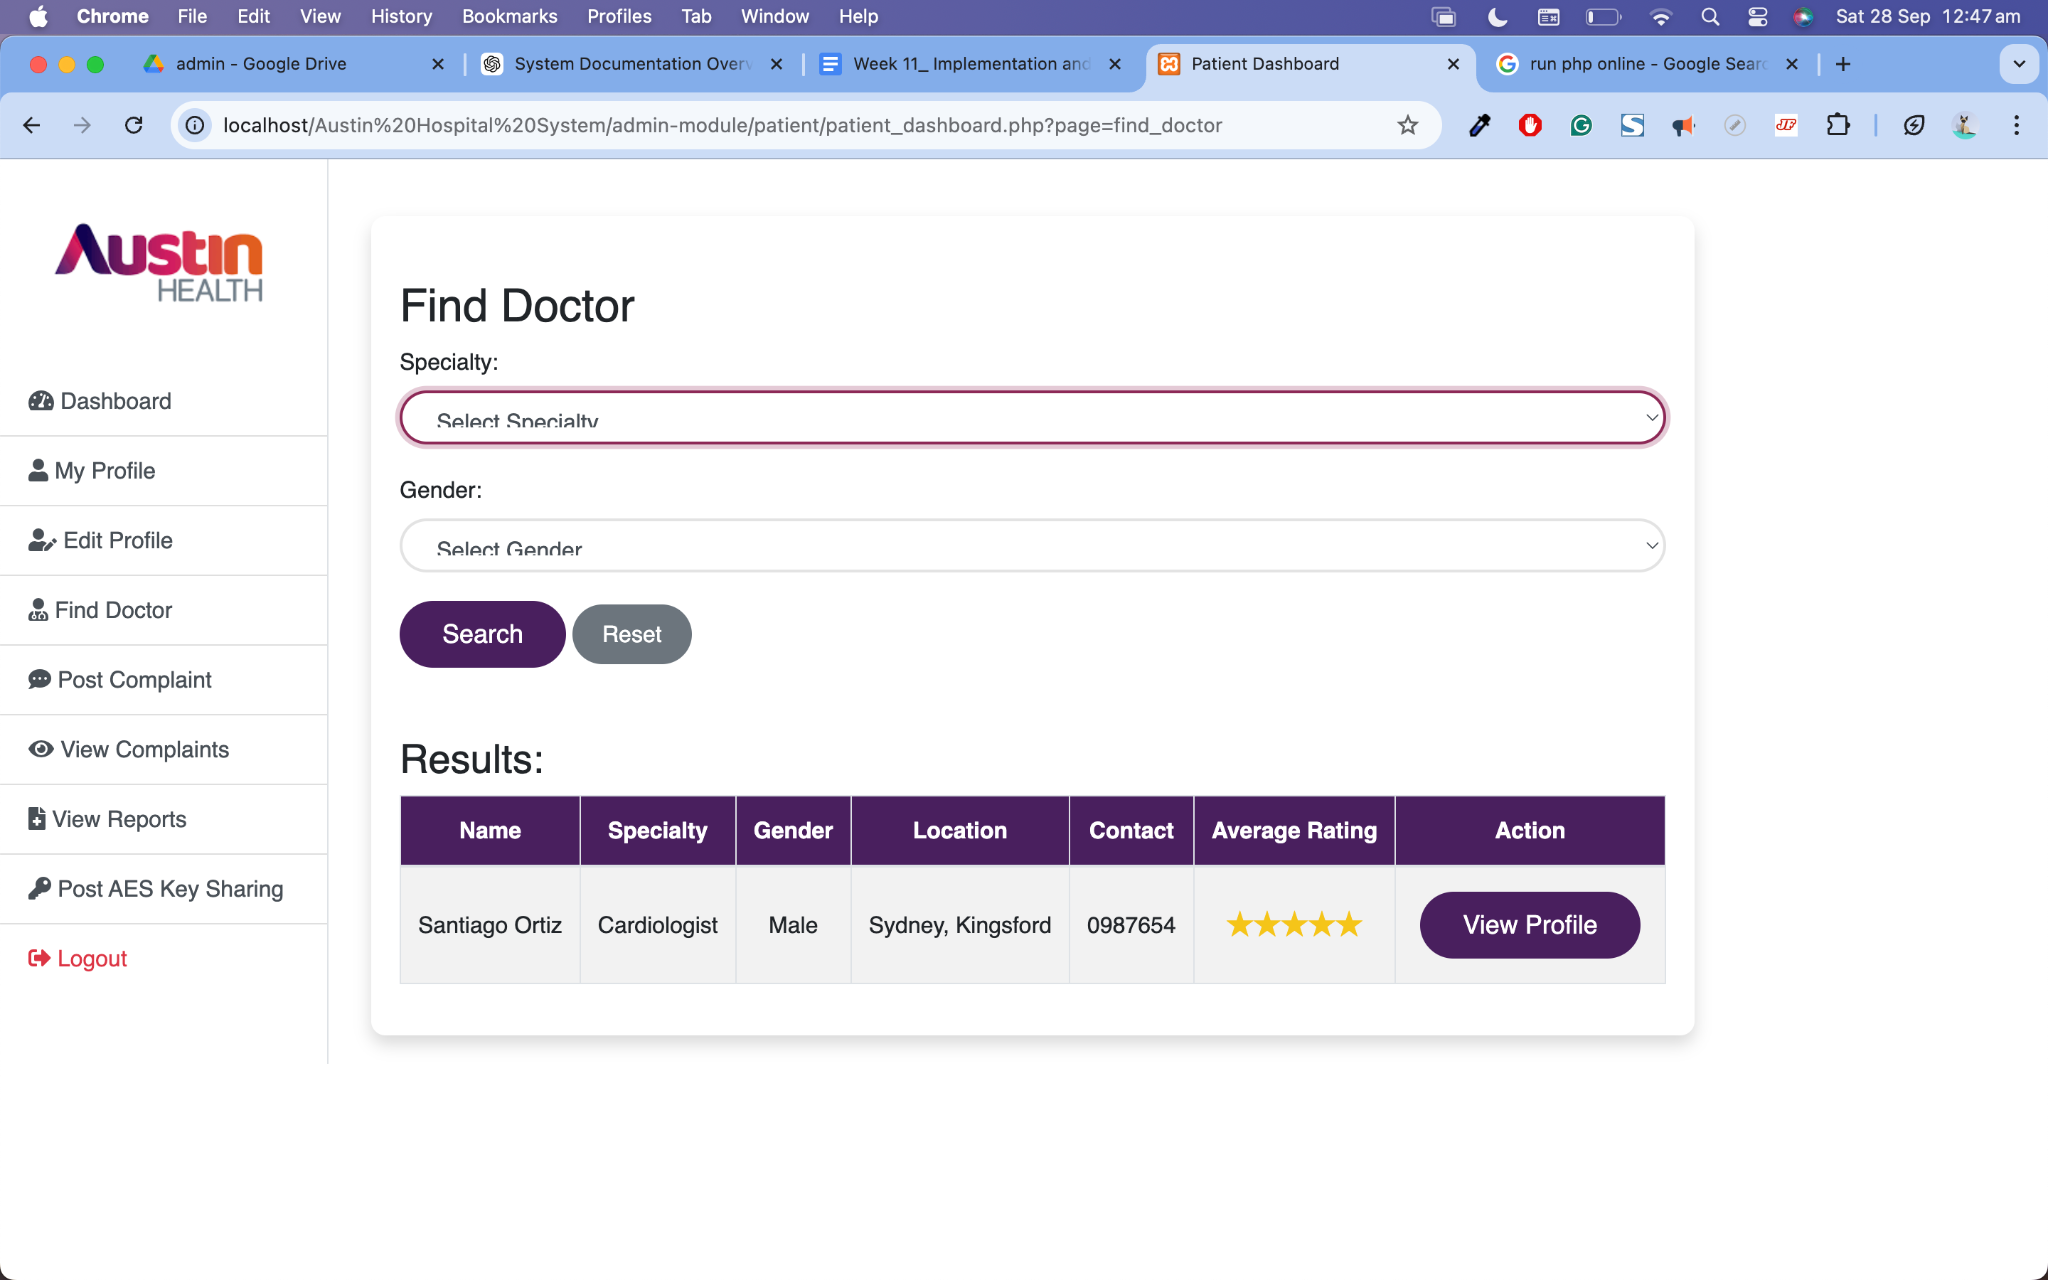 Chrome File Edit View History Bookmarks Profiles Tab Window Help Sat 28 Sep 12:47 am
admin - Google Drive System Documentation Over Week 11_ Implementation and Patient Dashboard run php online - Google Sear
localhost/Austin%20Hospital%20System/admin-module/patient/patient_dashboard.php?page=find_doctor
Austin
HEALTH
Dashboard
My Profile
Edit Profile
Find Doctor
Post Complaint
View Complaints
View Reports
Post AES Key Sharing
Logout
Find Doctor
Specialty:
Select Specialty
Gender:
Select Gender
Search Reset
Results:
Name Specialty Gender Location Contact Average Rating Action
Santiago Ortiz Cardiologist Male Sydney, Kingsford 0987654 ★★★★★ View Profile